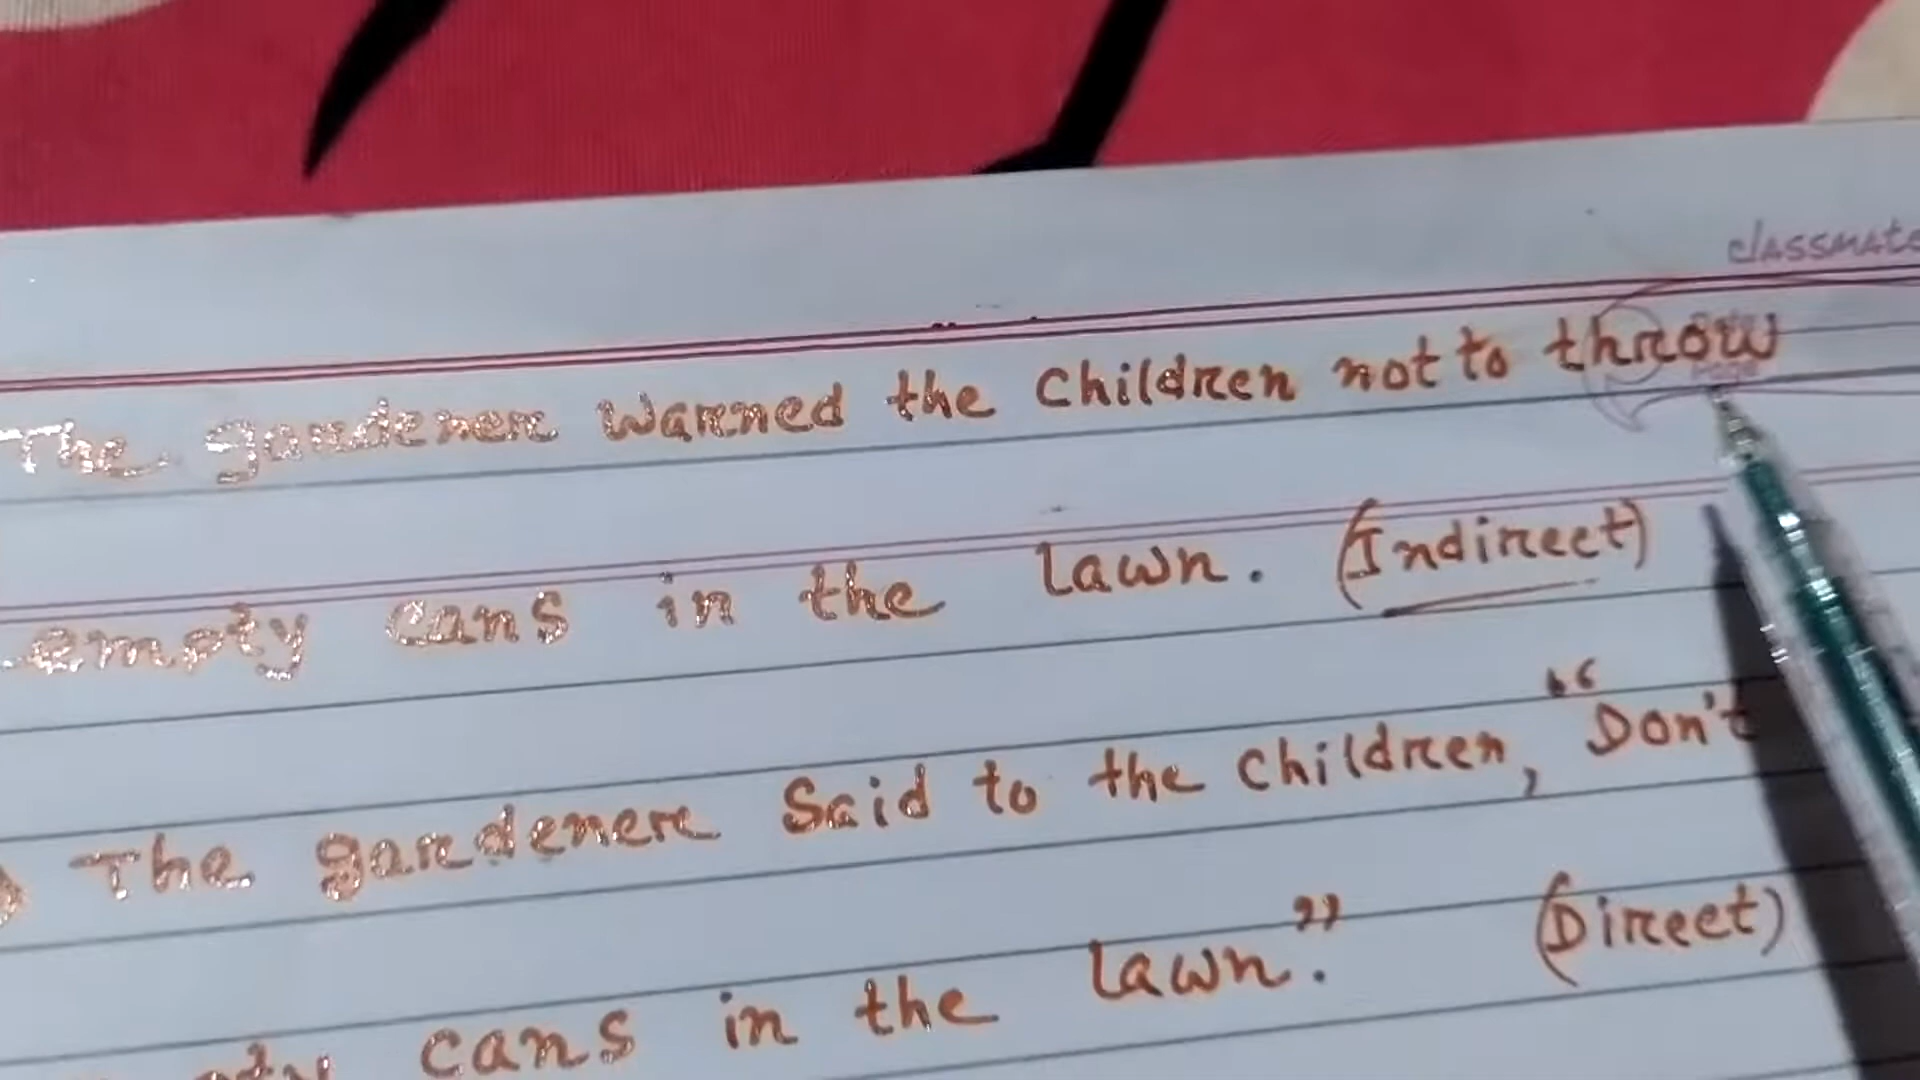 classmate
The gardener warned the children not to throw
empty cans in the lawn. (Indirect)
The gardener said to the children, "Don't
cans in the lawn." (Direct)